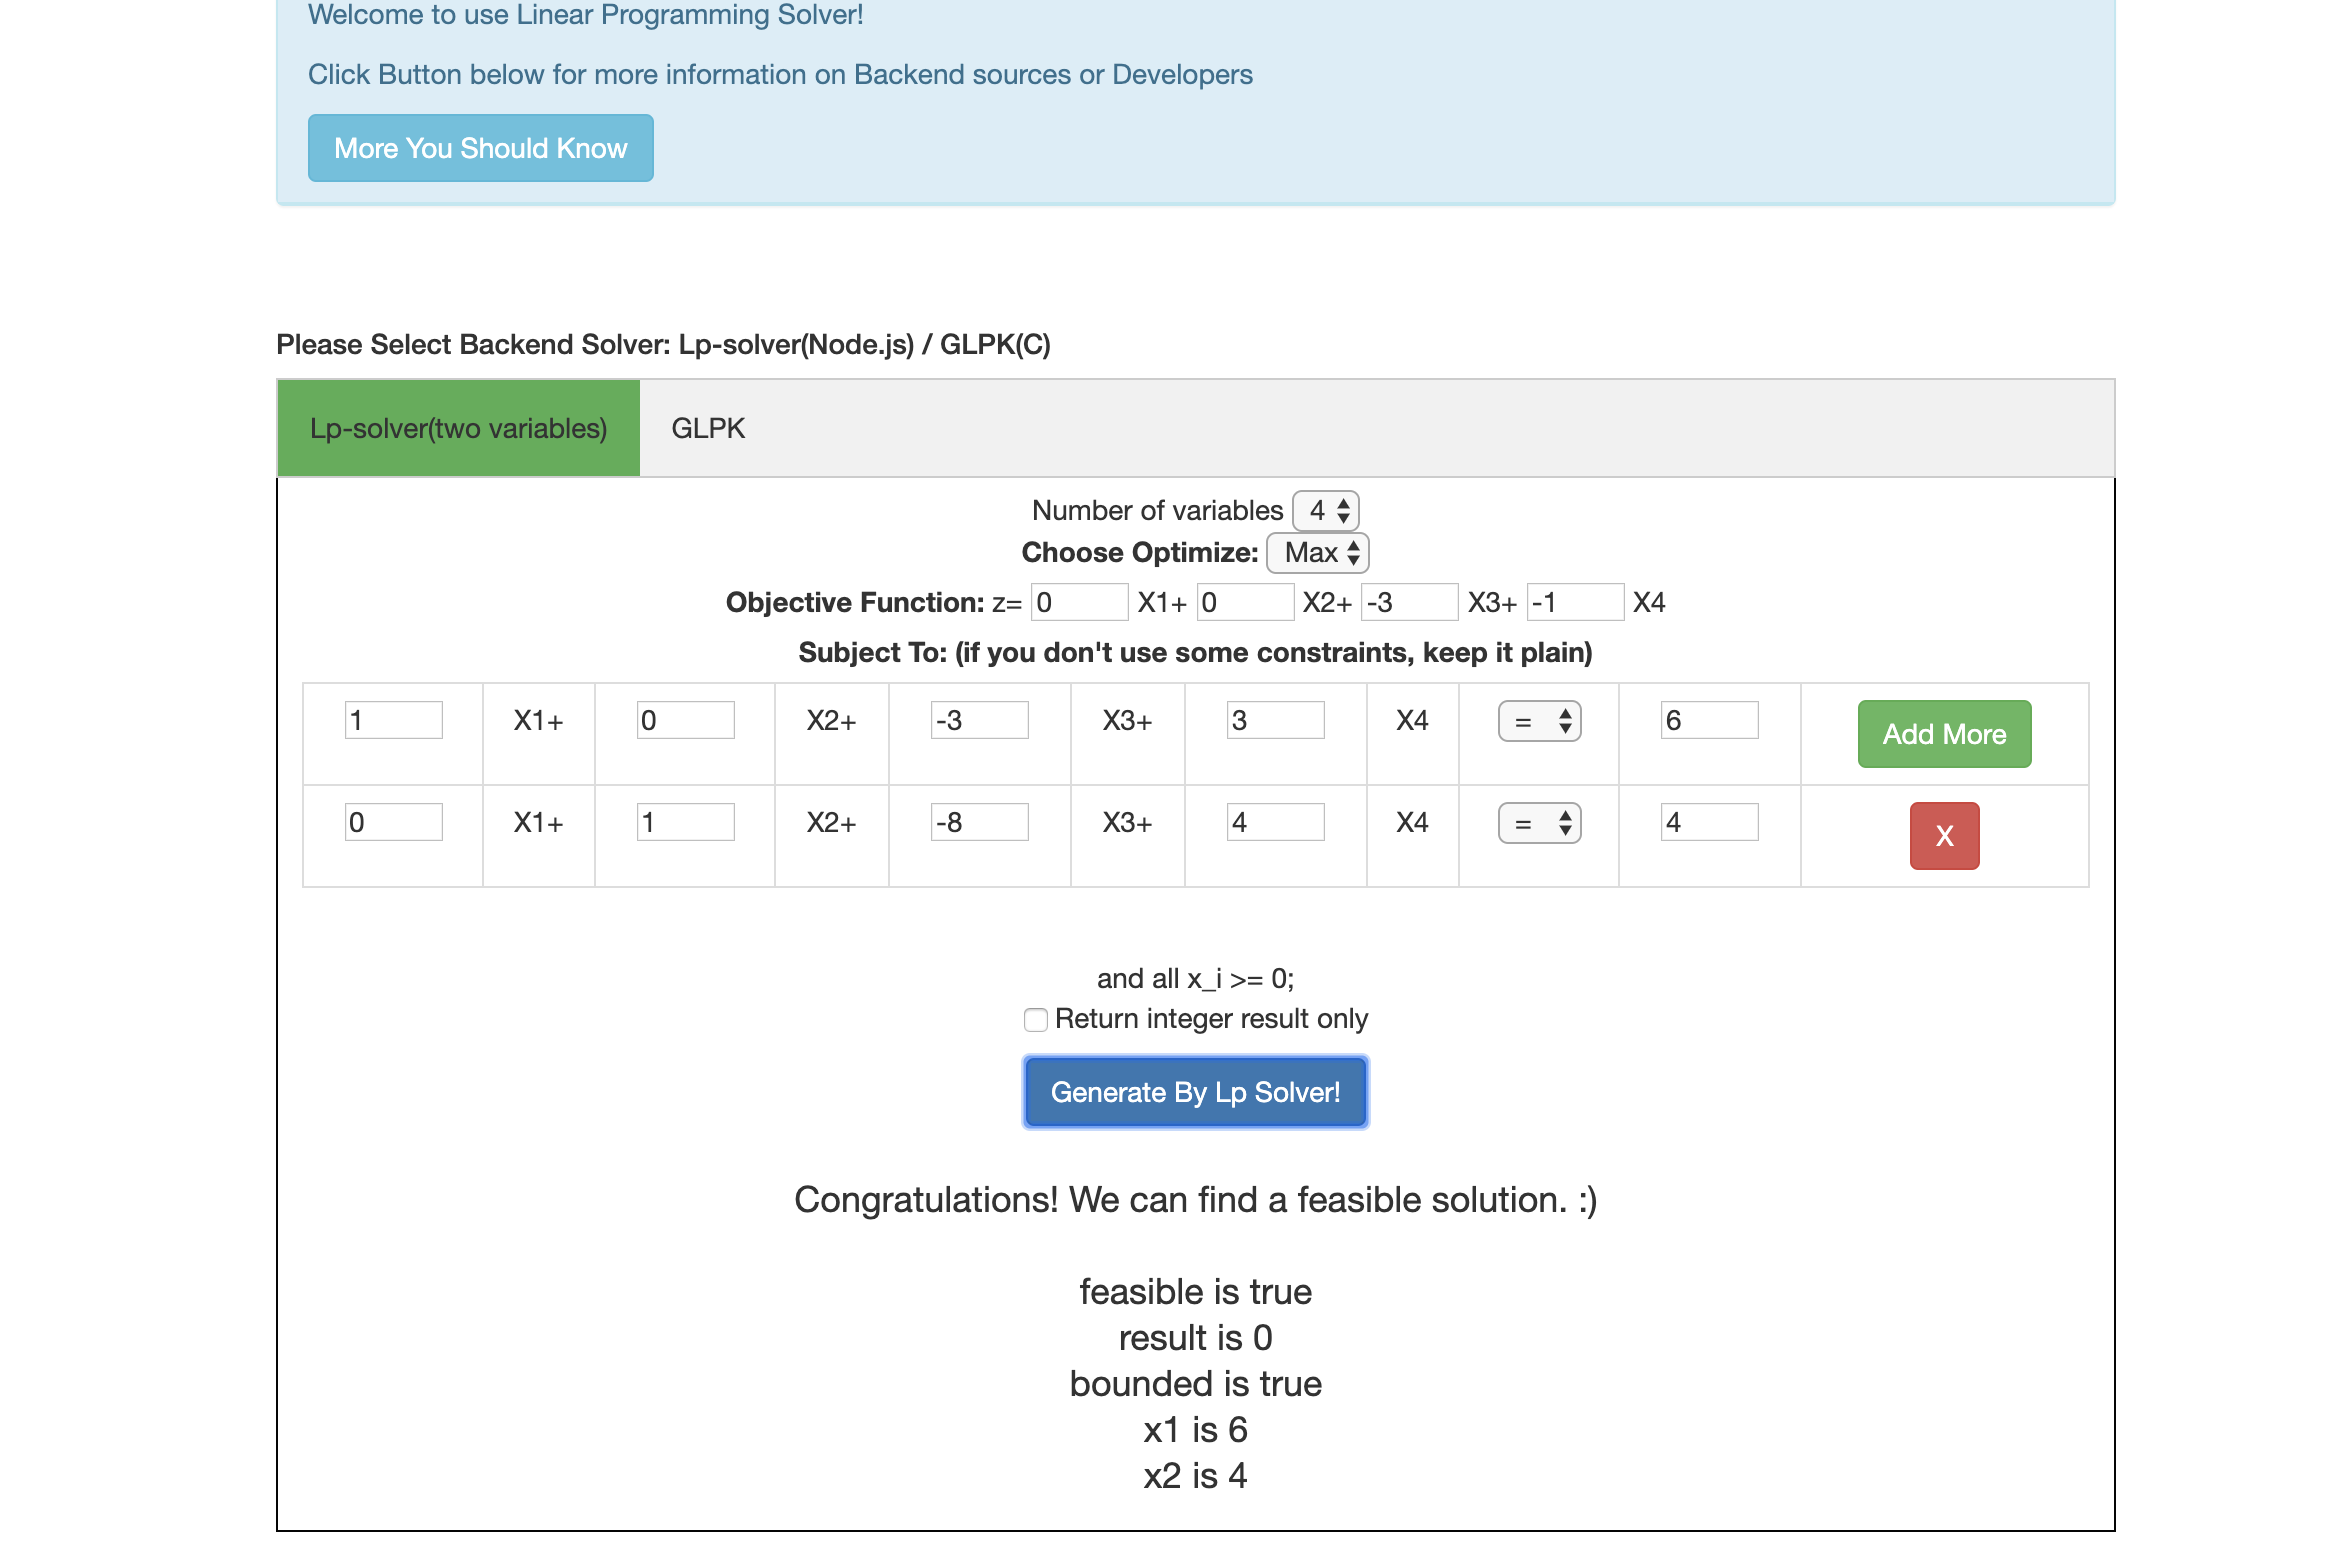 Welcome to use Linear Programming Solver!
Click Button below for more information on Backend sources or Developers
More You Should Know
Please Select Backend Solver: Lp-solver(Node.js) / GLPK(C)
Lp-solver(two variables) GLPK
Number of variables 4
Choose Optimize: Max
Objective Function: z= 0 X1+ 0 X2+ -3 X3+ -1 X4
Subject To: (if you don't use some constraints, keep it plain)
1 X1+ 0 X2+ -3 X3+ 3 X4 = 6 Add More
0 X1+ 1 X2+ -8 X3+ 4 X4 = 4 X
and all x_i >= 0;
Return integer result only
Generate By Lp Solver!
Congratulations! We can find a feasible solution. :)
feasible is true
result is 0
bounded is true
x1 is 6
x2 is 4